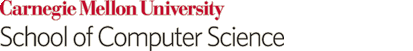 Carnegie Mellon University
School of Computer Science